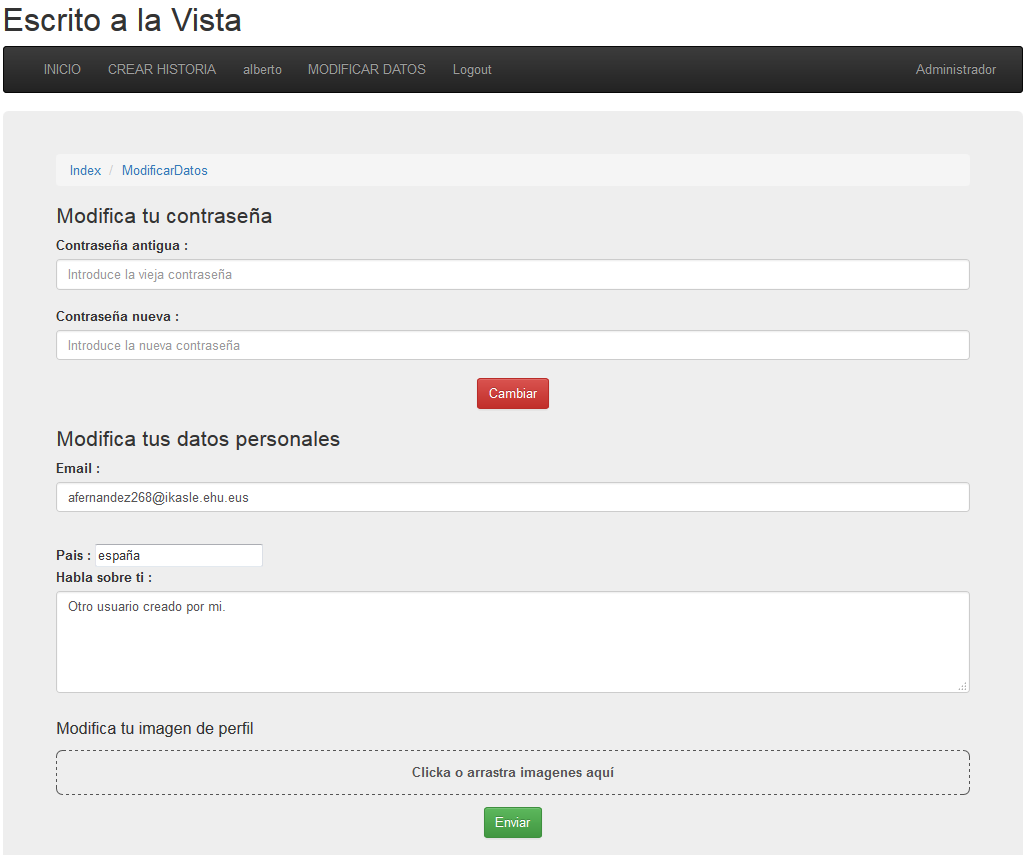 Escrito a la Vista
INICIO CREAR HISTORIA alberto MODIFICAR DATOS Logout Administrador
Index / ModificarDatos
Modifica tu contraseña
Contraseña antigua :
Introduce la vieja contraseña
Contraseña nueva :
Introduce la nueva contraseña
Cambiar
Modifica tus datos personales
Email :
afernandez268@ikasle.ehu.eus
Pais : españa
Habla sobre ti :
Otro usuario creado por mi.
Modifica tu imagen de perfil
Clicka o arrastra imagenes aquí
Enviar